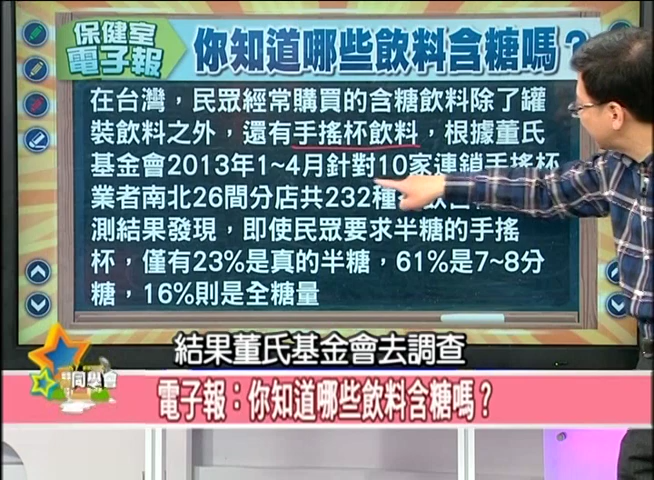 保健室
電子報
你知道哪些飲料含糖嗎？
在台灣，民眾經常購買的含糖飲料除了罐
裝飲料之外，還有手搖杯飲料，根據董氏
基金會2013年1~4月針對10家連鎖手搖杯
業者南北26間分店共232種
測結果發現，即使民眾要求半糖的手搖
杯，僅有23%是真的半糖，61%是7~8分
糖，16%則是全糖量
結果董氏基金會去調查
同學會
電子報：你知道哪些飲料含糖嗎？